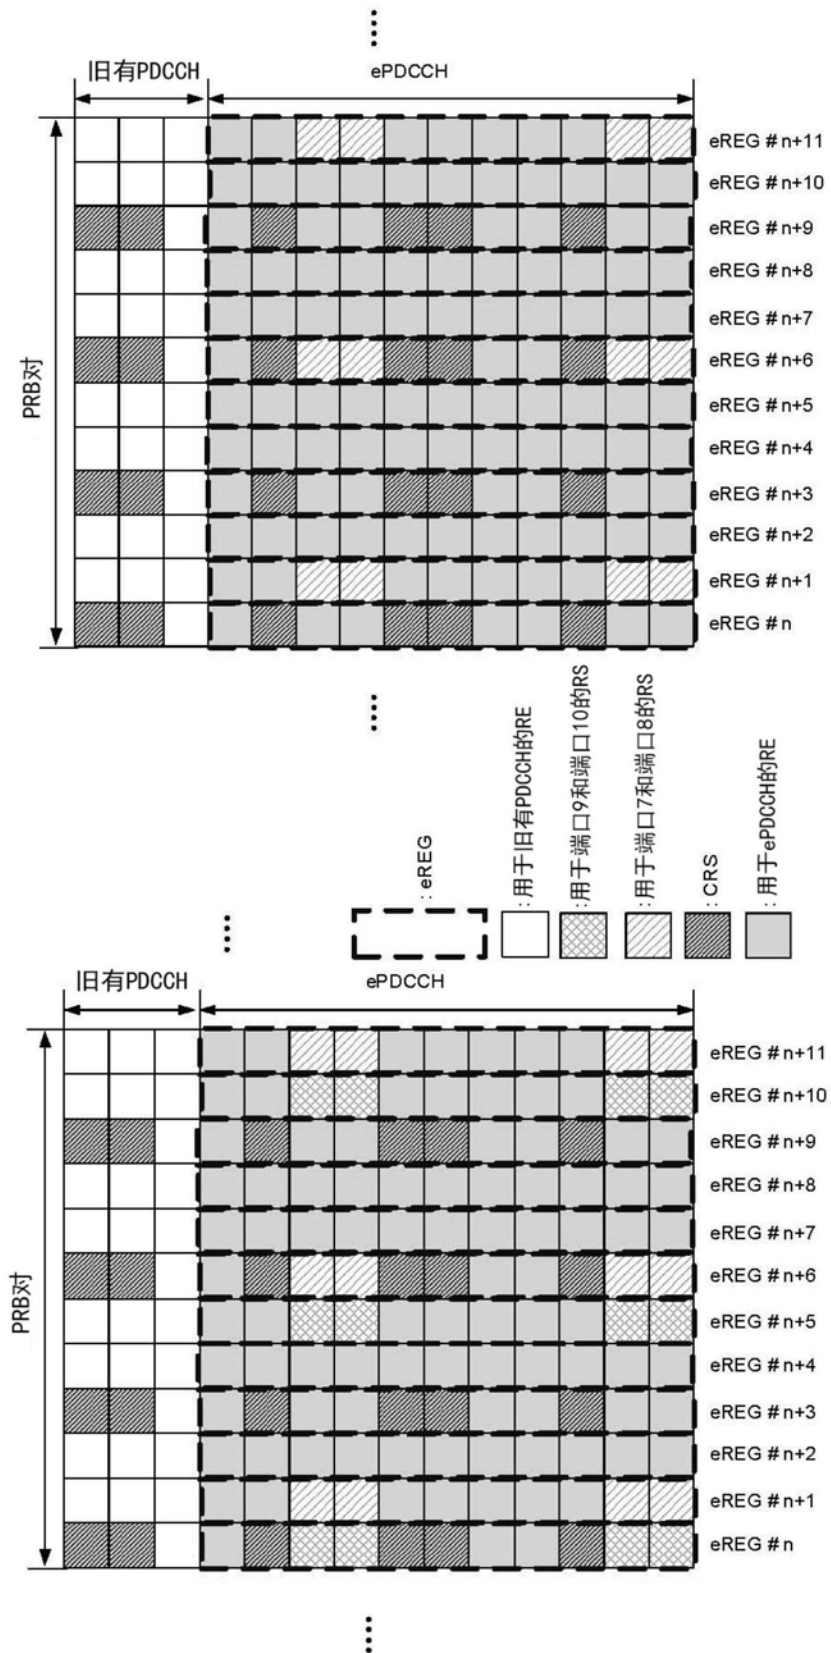 旧有PDCCH
ePDCCH
eREG #n+11
eREG #n+10
eREG #n+9
eREG #n+8
eREG #n+7
eREG #n+6
eREG #n+5
eREG #n+4
eREG #n+3
eREG #n+2
eREG #n+1
eREG #n
PRB对
: eREG
: 用于旧有PDCCH的RE
: 用于端口9和端口10的RS
: 用于端口7和端口8的RS
: CRS
: 用于ePDCCH的RE
旧有PDCCH
ePDCCH
eREG #n+11
eREG #n+10
eREG #n+9
eREG #n+8
eREG #n+7
eREG #n+6
eREG #n+5
eREG #n+4
eREG #n+3
eREG #n+2
eREG #n+1
eREG #n
PRB对